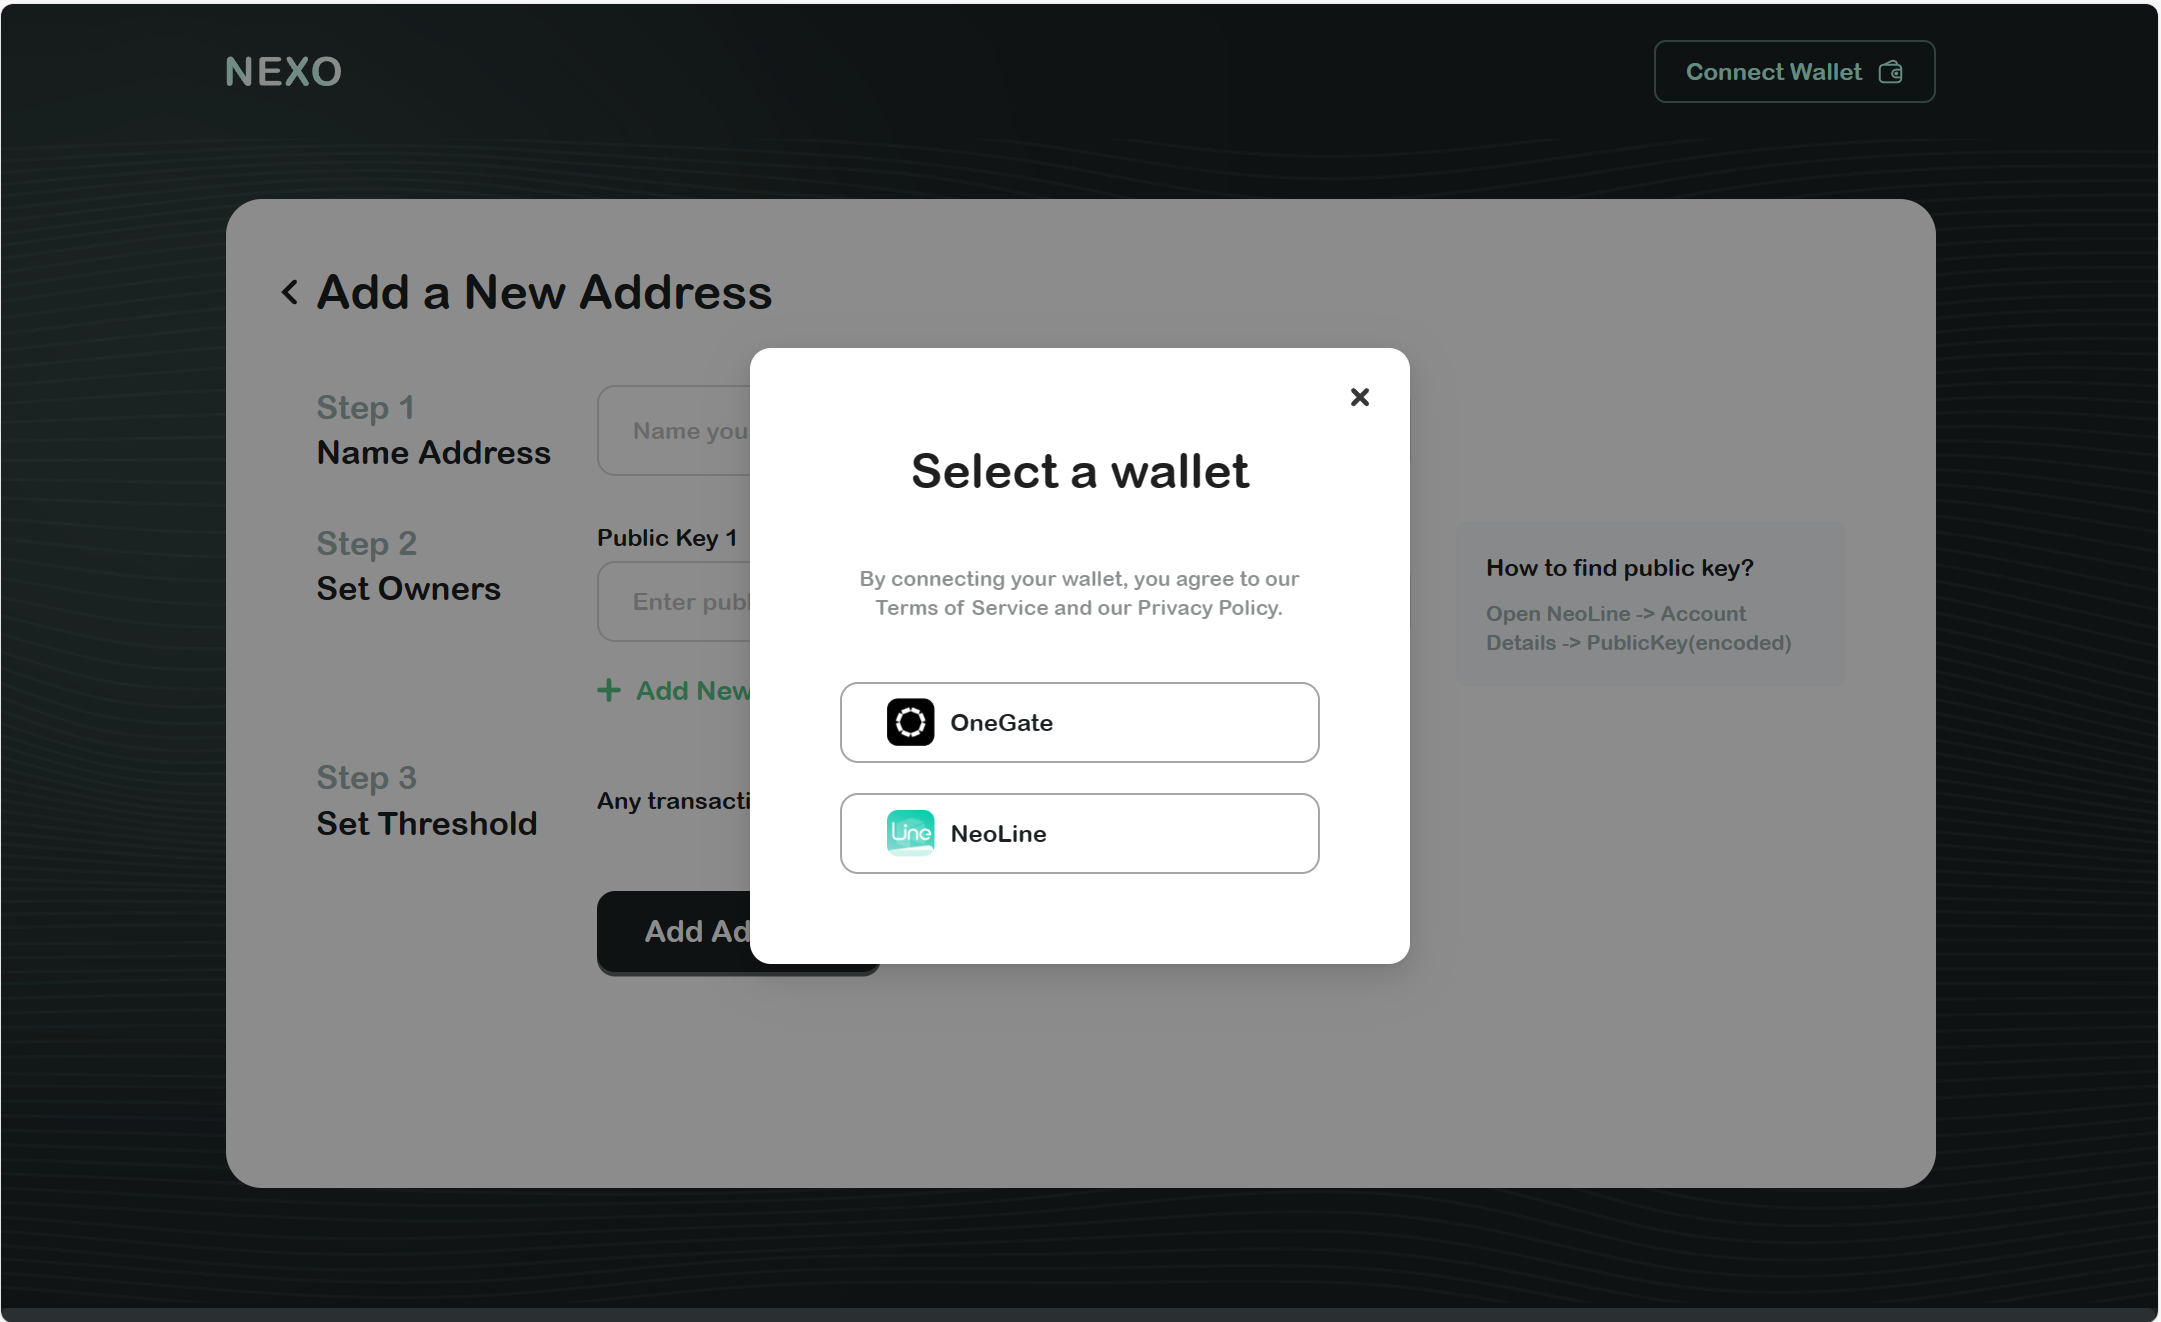 NEXO
Connect Wallet
Add a New Address
Step 1
Name Address
Name you
Step 2
Set Owners
Public Key 1
Enter publ
Add New
Step 3
Set Threshold
Any transacti
Add Ad
How to find public key?
Open NeoLine -> Account
Details -> PublicKey(encoded)
Select a wallet
By connecting your wallet, you agree to our
Terms of Service and our Privacy Policy.
OneGate
Line
NeoLine